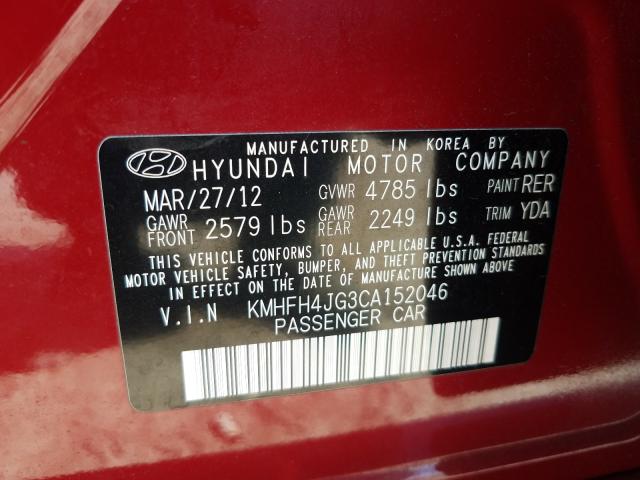 MANUFACTURED IN KOREA BY
HYUNDAI MOTOR COMPANY
MAR/27/12 GVWR 4785 lbs PAINT RER
GAWR FRONT 2579 lbs GAWR REAR 2249 lbs TRIM YDA
THIS VEHICLE CONFORMS TO ALL APPLICABLE U.S.A. FEDERAL
MOTOR VEHICLE SAFETY, BUMPER, AND THEFT PREVENTION STANDARDS
IN EFFECT ON THE DATE OF MANUFACTURE SHOWN ABOVE.
V.I.N KMHFH4JG3CA152046
PASSENGER CAR